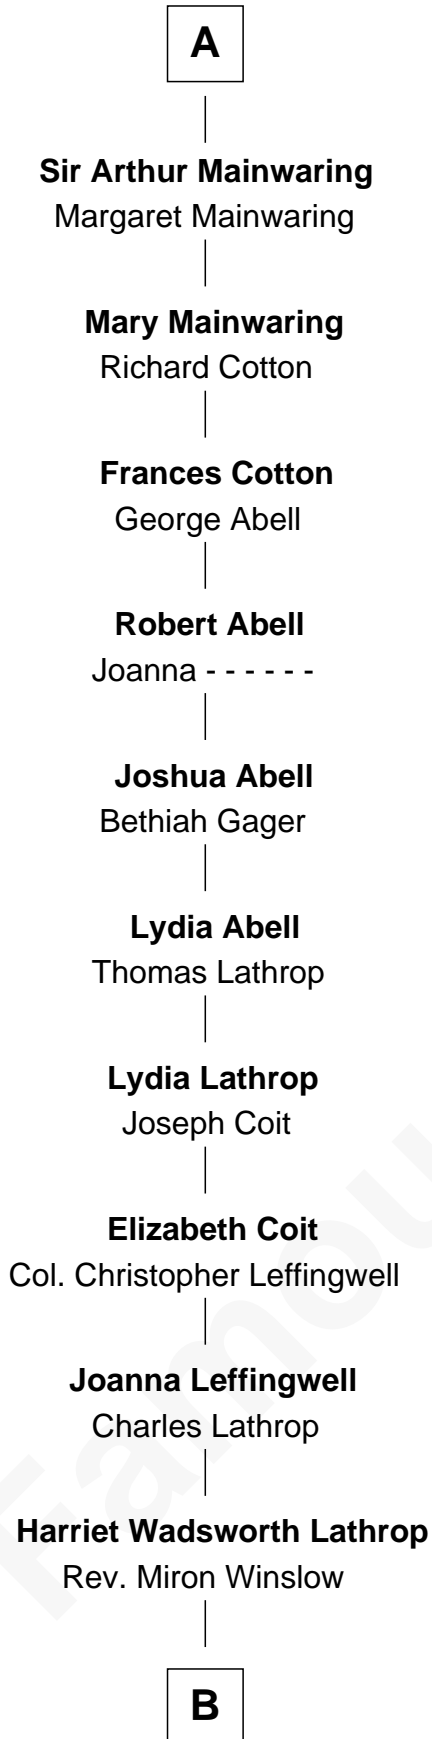 A
Sir Arthur Mainwaring
Margaret Mainwaring
Mary Mainwaring
Richard Cotton
Frances Cotton
George Abell
Robert Abell
Joanna - - - - - -
Joshua Abell
Bethiah Gager
Lydia Abell
Thomas Lathrop
Lydia Lathrop
Joseph Coit
Elizabeth Coit
Col. Christopher Leffingwell
Joanna Leffingwell
Charles Lathrop
Harriet Wadsworth Lathrop
Rev. Miron Winslow
B
Famou